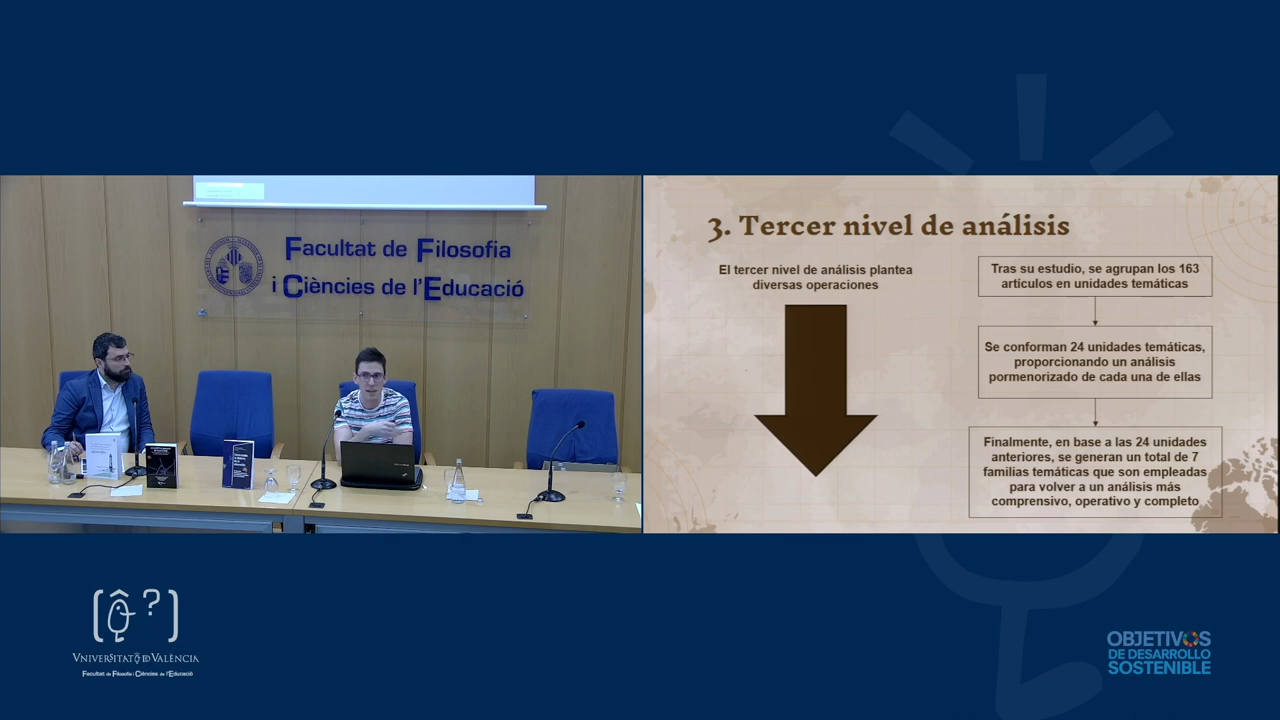 Facultat de Filosofia
i Ciències de l'Educació
3. Tercer nivel de análisis
El tercer nivel de análisis plantea
diversas operaciones
Tras su estudio, se agrupan los 163
artículos en unidades temáticas
Se conforman 24 unidades temáticas,
proporcionando un análisis
pormenorizado de cada una de ellas
Finalmente, en base a las 24 unidades
anteriores, se generan un total de 7
familias temáticas que son empleadas
para volver a un análisis más
comprensivo, operativo y completo
VNIVERSITAT DE VALÈNCIA
Facultat de Filosofia i Ciències de l'Educació
OBJETIVOS
DE DESARROLLO
SOSTENIBLE